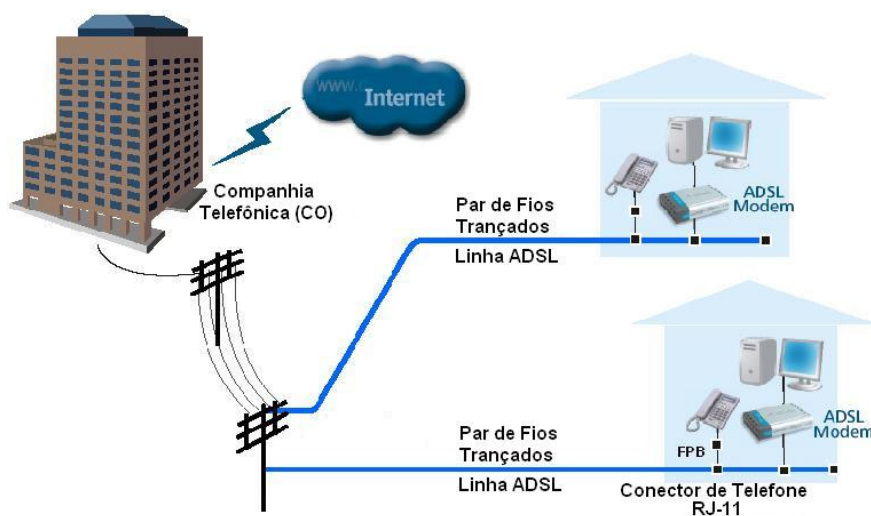 www.
Internet
Companhia
Telefônica (CO)
Par de Fios
Trançados
Linha ADSL
ADSL
Modem
Par de Fios
Trançados
Linha ADSL
FPB
ADSL
Modem
Conector de Telefone
RJ-11